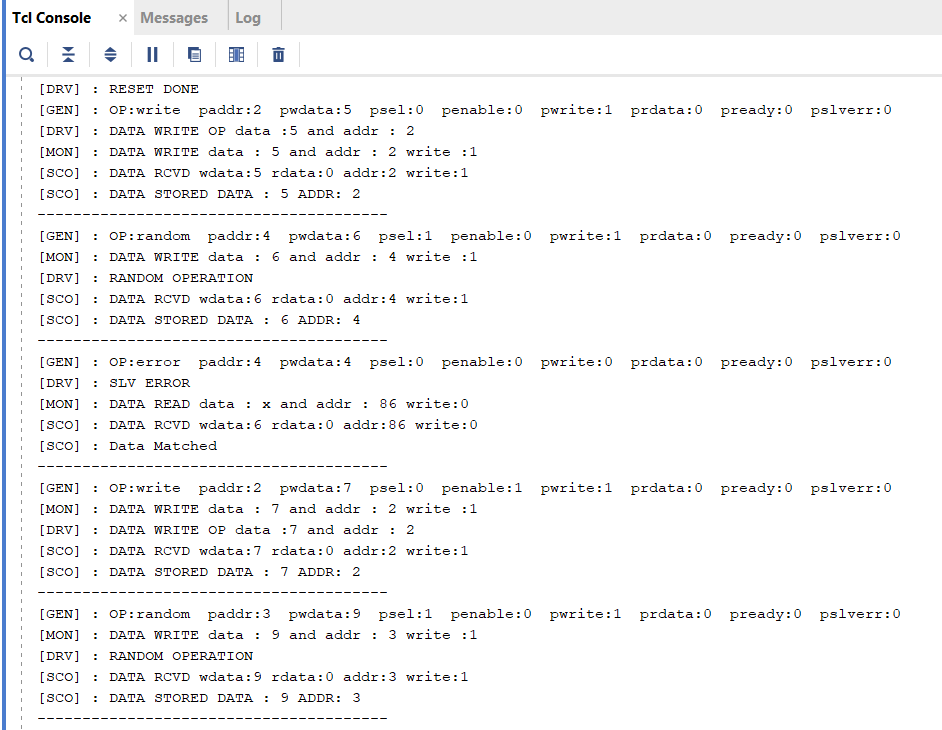 Tcl Console × Messages Log
[DRV] : RESET DONE
[GEN] : OP:write  paddr:2  pwdata:5  psel:0  penable:0  pwrite:1  prdata:0  pready:0  pslverr:0
[DRV] : DATA WRITE OP data :5 and addr : 2
[MON] : DATA WRITE data : 5 and addr : 2 write :1
[SCO] : DATA RCVD wdata:5 rdata:0 addr:2 write:1
[SCO] : DATA STORED DATA : 5 ADDR: 2
---------------------------------------
[GEN] : OP:random  paddr:4  pwdata:6  psel:1  penable:0  pwrite:1  prdata:0  pready:0  pslverr:0
[MON] : DATA WRITE data : 6 and addr : 4 write :1
[DRV] : RANDOM OPERATION
[SCO] : DATA RCVD wdata:6 rdata:0 addr:4 write:1
[SCO] : DATA STORED DATA : 6 ADDR: 4
---------------------------------------
[GEN] : OP:error  paddr:4  pwdata:4  psel:0  penable:0  pwrite:0  prdata:0  pready:0  pslverr:0
[DRV] : SLV ERROR
[MON] : DATA READ data : x and addr : 86 write:0
[SCO] : DATA RCVD wdata:6 rdata:0 addr:86 write:0
[SCO] : Data Matched
---------------------------------------
[GEN] : OP:write  paddr:2  pwdata:7  psel:0  penable:1  pwrite:1  prdata:0  pready:0  pslverr:0
[MON] : DATA WRITE data : 7 and addr : 2 write :1
[DRV] : DATA WRITE OP data :7 and addr : 2
[SCO] : DATA RCVD wdata:7 rdata:0 addr:2 write:1
[SCO] : DATA STORED DATA : 7 ADDR: 2
---------------------------------------
[GEN] : OP:random  paddr:3  pwdata:9  psel:1  penable:0  pwrite:1  prdata:0  pready:0  pslverr:0
[MON] : DATA WRITE data : 9 and addr : 3 write :1
[DRV] : RANDOM OPERATION
[SCO] : DATA RCVD wdata:9 rdata:0 addr:3 write:1
[SCO] : DATA STORED DATA : 9 ADDR: 3
---------------------------------------